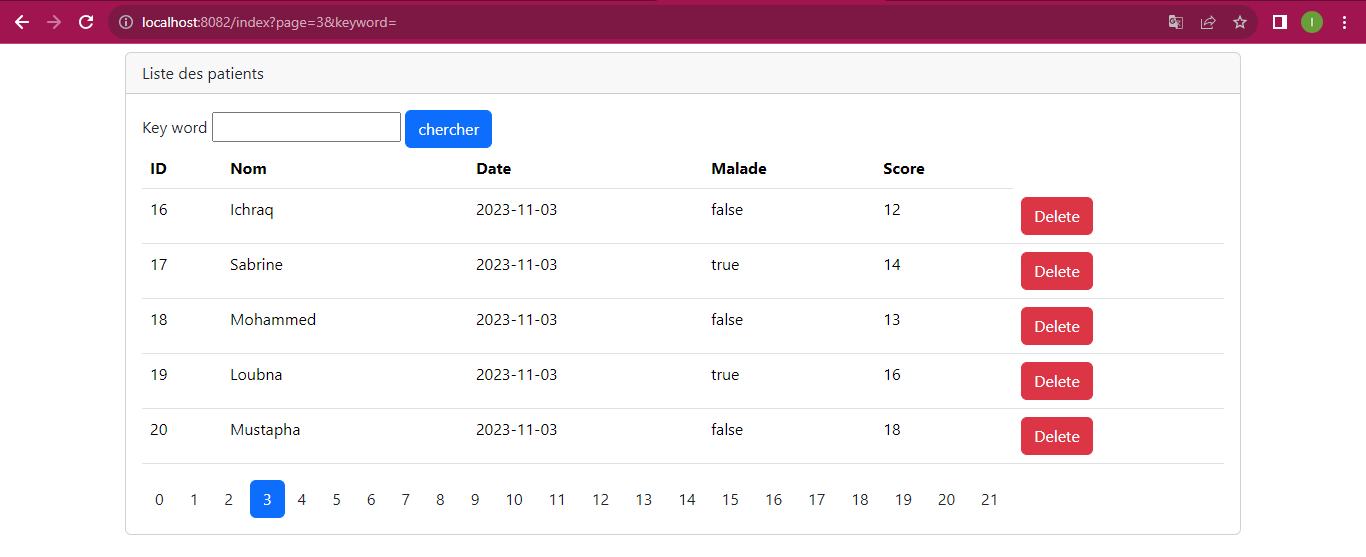 localhost:8082/index?page=3&keyword=
I
Liste des patients
Key word chercher
ID Nom Date Malade Score
16 Ichraq 2023-11-03 false 12 Delete
17 Sabrine 2023-11-03 true 14 Delete
18 Mohammed 2023-11-03 false 13 Delete
19 Loubna 2023-11-03 true 16 Delete
20 Mustapha 2023-11-03 false 18 Delete
0 1 2 3 4 5 6 7 8 9 10 11 12 13 14 15 16 17 18 19 20 21